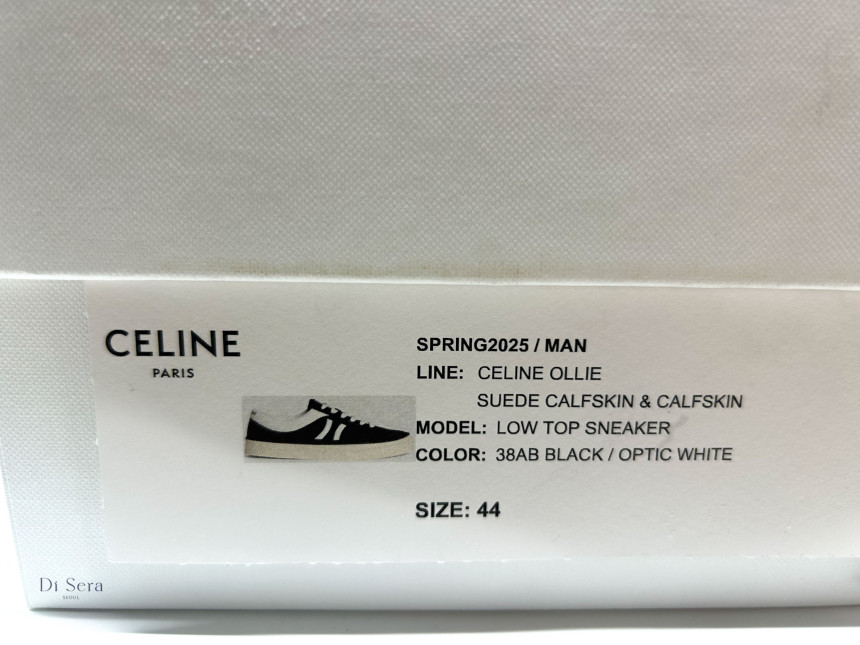 CELINE
PARIS
SPRING2025 / MAN
LINE: CELINE OLLIE
SUEDE CALFSKIN & CALFSKIN
MODEL: LOW TOP SNEAKER
COLOR: 38AB BLACK / OPTIC WHITE
SIZE: 44
Di Sera
SEOUL